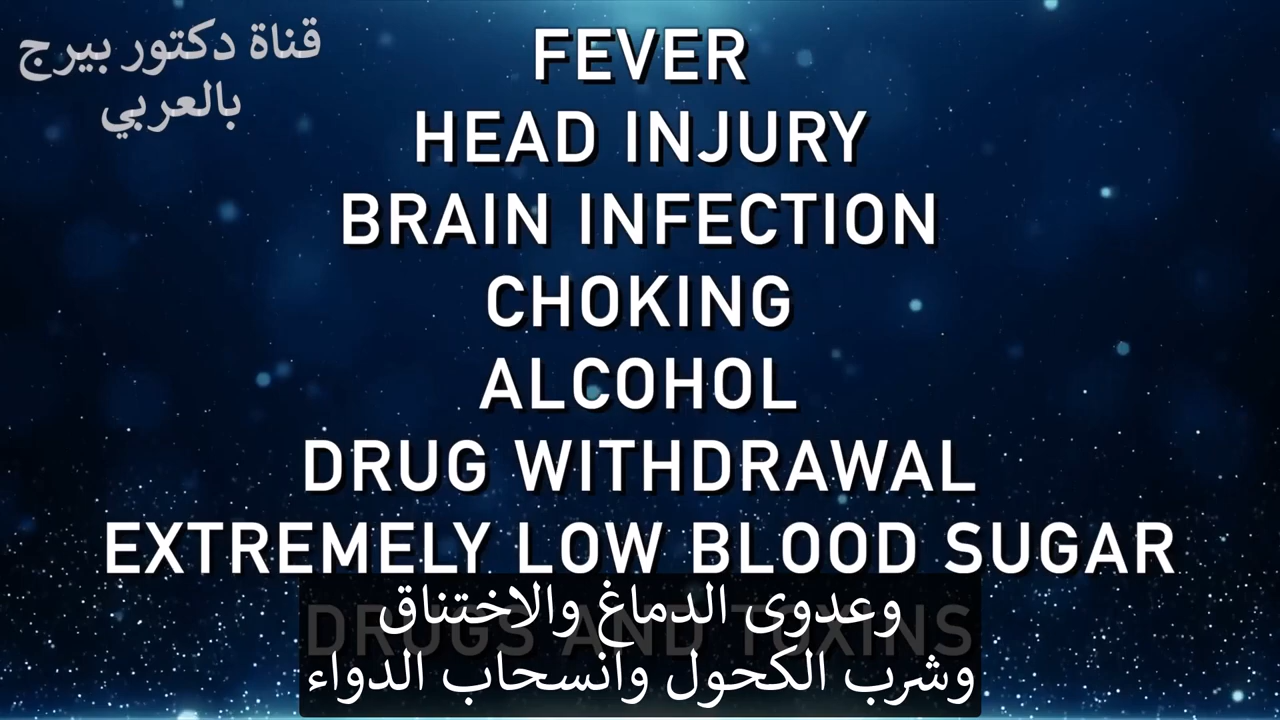 قناة دكتور بيرج
بالعربي
FEVER
HEAD INJURY
BRAIN INFECTION
CHOKING
ALCOHOL
DRUG WITHDRAWAL
EXTREMELY LOW BLOOD SUGAR
DRUGS AND TOXINS
وعدوى الدماغ والاختناق
وشرب الكحول وانسحاب الدواء